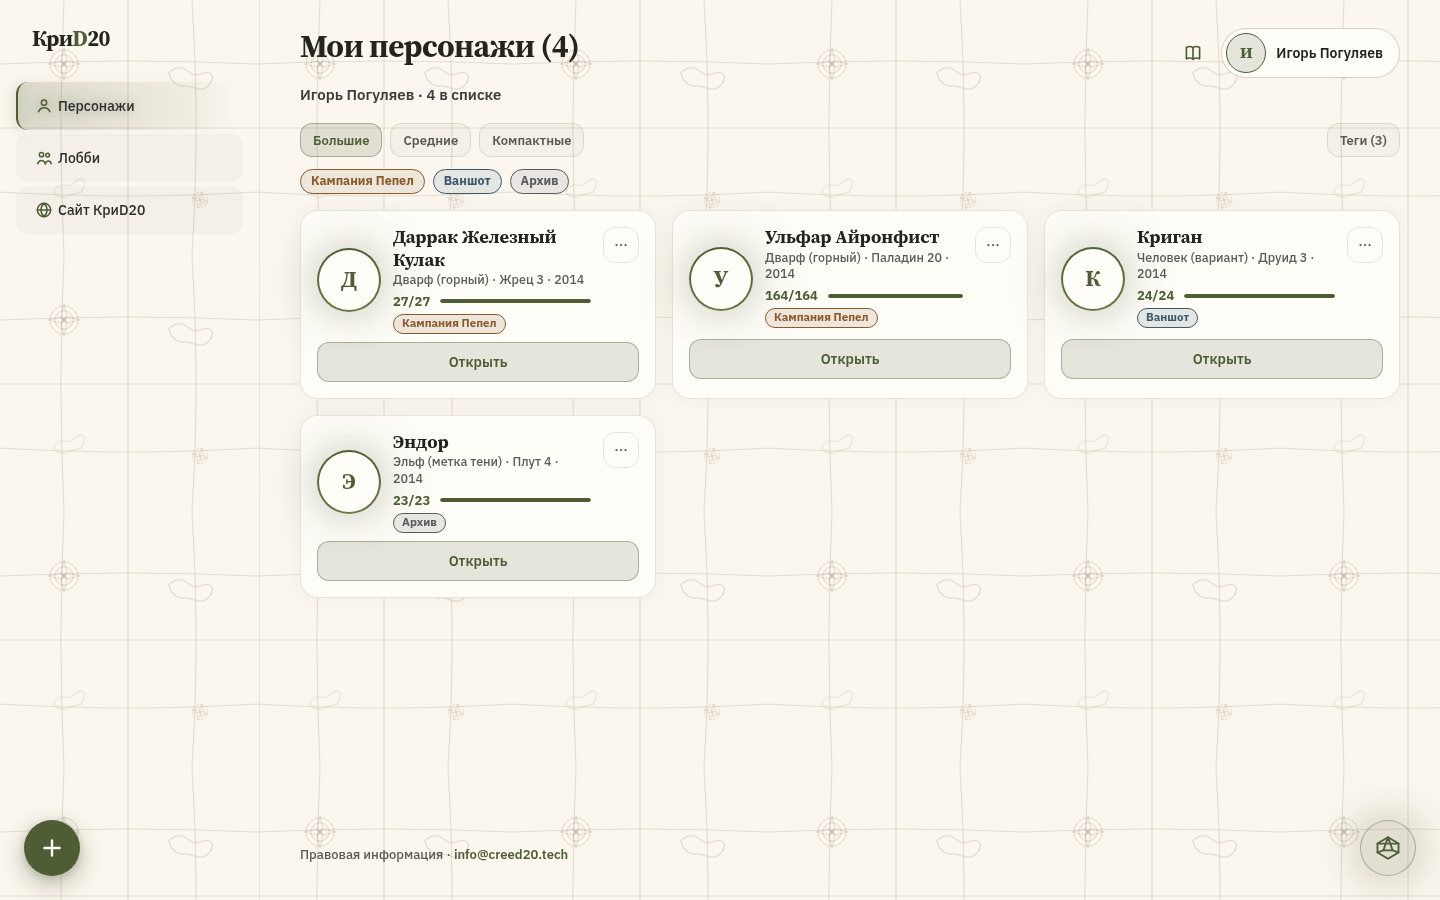 КриD20
Персонажи
Лобби
Сайт КриD20
Мои персонажи (4)
И
Игорь Погуляев
Игорь Погуляев · 4 в списке
Большие
Средние
Компактные
Теги (3)
Кампания Пепел
Ваншот
Архив
Д
Даррак Железный
Кулак
Дварф (горный) · Жрец 3 · 2014
27/27
Кампания Пепел
Открыть
У
Ульфар Айронфист
Дварф (горный) · Паладин 20 ·
2014
164/164
Кампания Пепел
Открыть
К
Криган
Человек (вариант) · Друид 3 ·
2014
24/24
Ваншот
Открыть
Э
Эндор
Эльф (метка тени) · Плут 4 ·
2014
23/23
Архив
Открыть
Правовая информация · info@creed20.tech